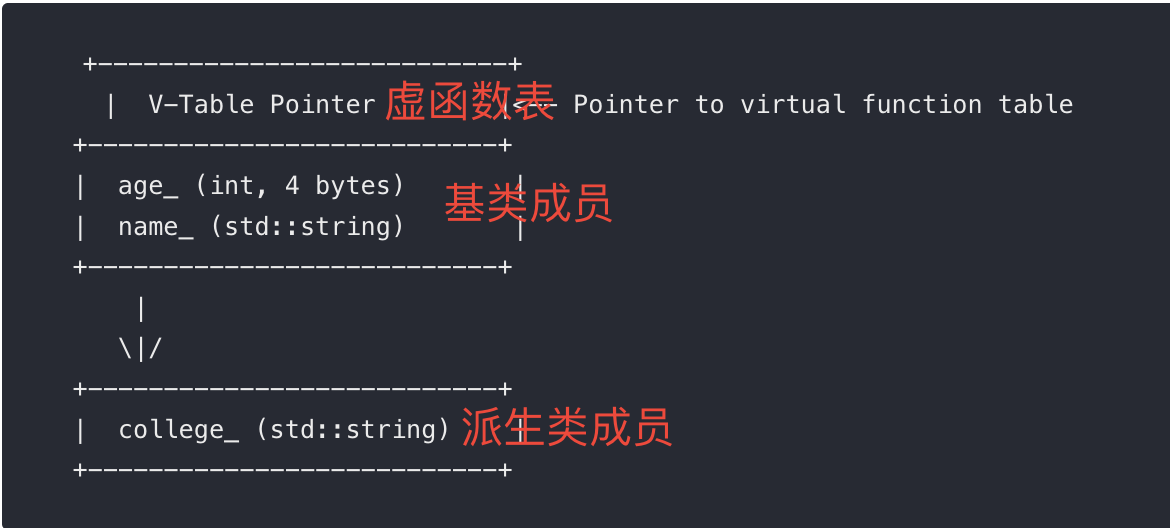 +---------------------------+
| V-Table Pointer 虚函数表 |<-- Pointer to virtual function table
+---------------------------+
| age_ (int, 4 bytes) |
基类成员
| name_ (std::string) |
+---------------------------+
|
\|/
+---------------------------+
| college_ (std::string) 派生类成员 |
+---------------------------+